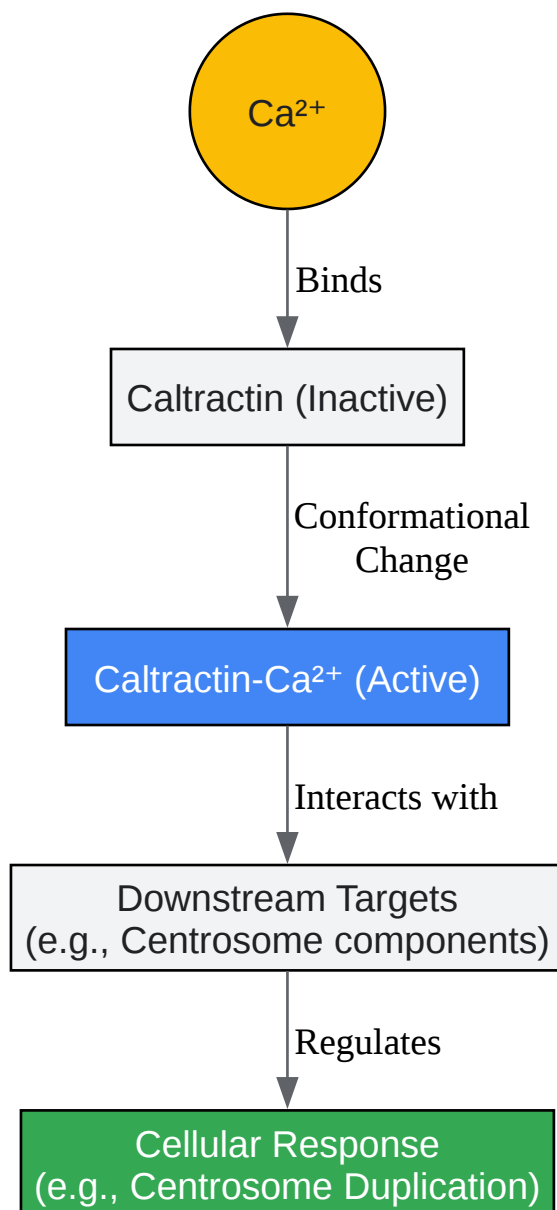 Ca²⁺
Binds
Caltractin (Inactive)
Conformational
Change
Caltractin-Ca²⁺ (Active)
Interacts with
Downstream Targets
(e.g., Centrosome components)
Regulates
Cellular Response
(e.g., Centrosome Duplication)